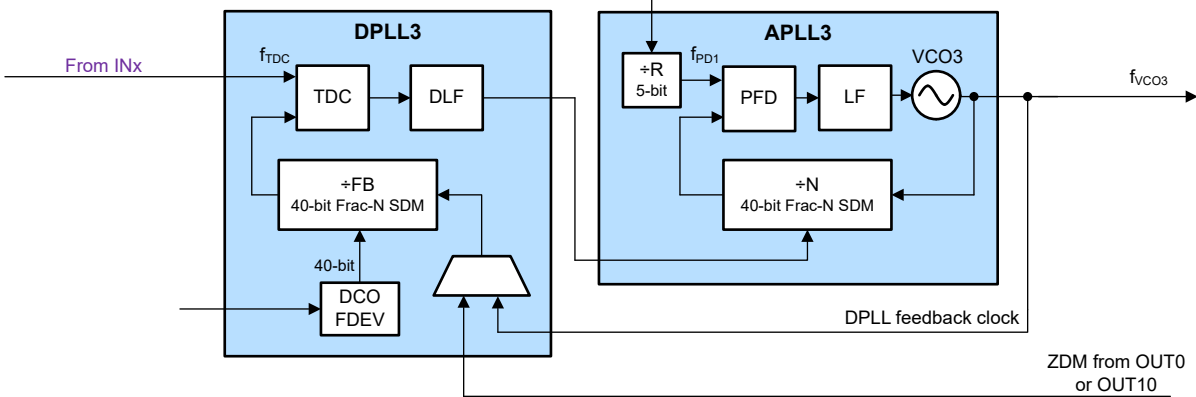 DPLL3
APLL3
From INx
fTDC
TDC
DLF
÷FB
40-bit Frac-N SDM
40-bit
DCO
FDEV
÷R
5-bit
fPD1
PFD
LF
VCO3
fVCO3
÷N
40-bit Frac-N SDM
DPLL feedback clock
ZDM from OUT0
or OUT10